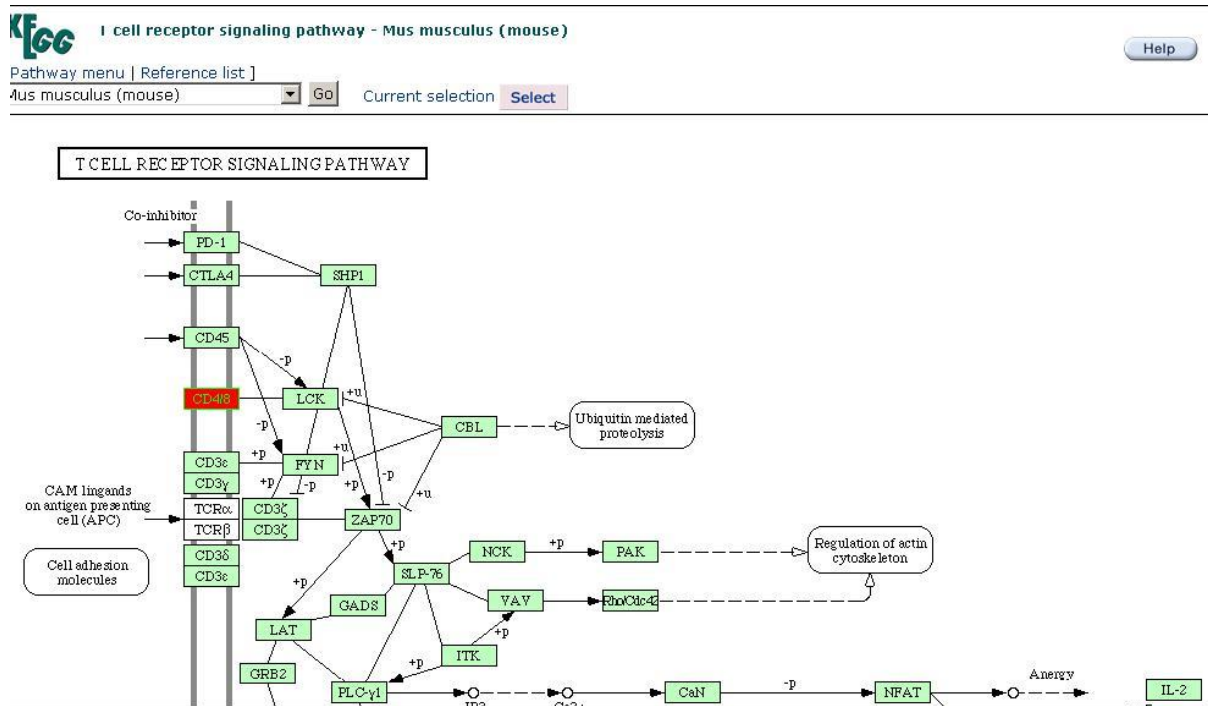 KEGG
T cell receptor signaling pathway - Mus musculus (mouse)
Help
Pathway menu | Reference list ]
Mus musculus (mouse)
Go
Current selection
Select
T CELL RECEPTOR SIGNALING PATHWAY
Co-inhibitor
PD-1
CTLA4
SHP1
CD45
-p
CD4/8
LCK
+u
CBL
Ubiquitin mediated
proteolysis
-p
+u
CD3ε
+p
FYN
CD3γ
+p
-p
+p
-p
+u
CAM lingands
on antigen presenting
cell (APC)
TCRα
CD3ζ
TCRβ
CD3ζ
ZAP70
CD3δ
CD3ε
Cell adhesion
molecules
+p
NCK
+p
PAK
Regulation of actin
cytoskeleton
SLP-76
+p
GADS
VAV
Rho/Cdc42
LAT
+p
ITK
+p
GRB2
PLC-γ1
CaN
-p
NFAT
Anergy
IL-2